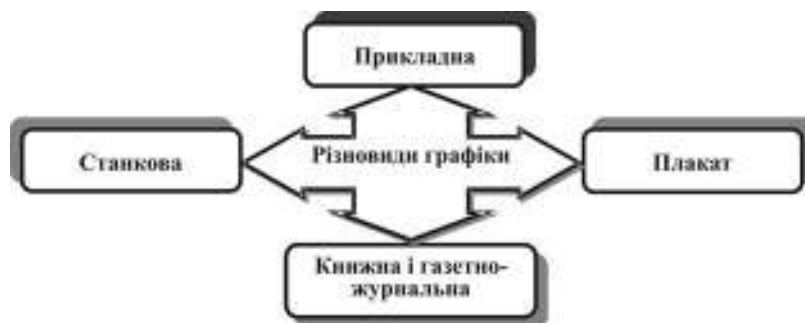 Прикладна
Станкова
Різновиди графіки
Плакат
Книжна і газетно-
журнальна